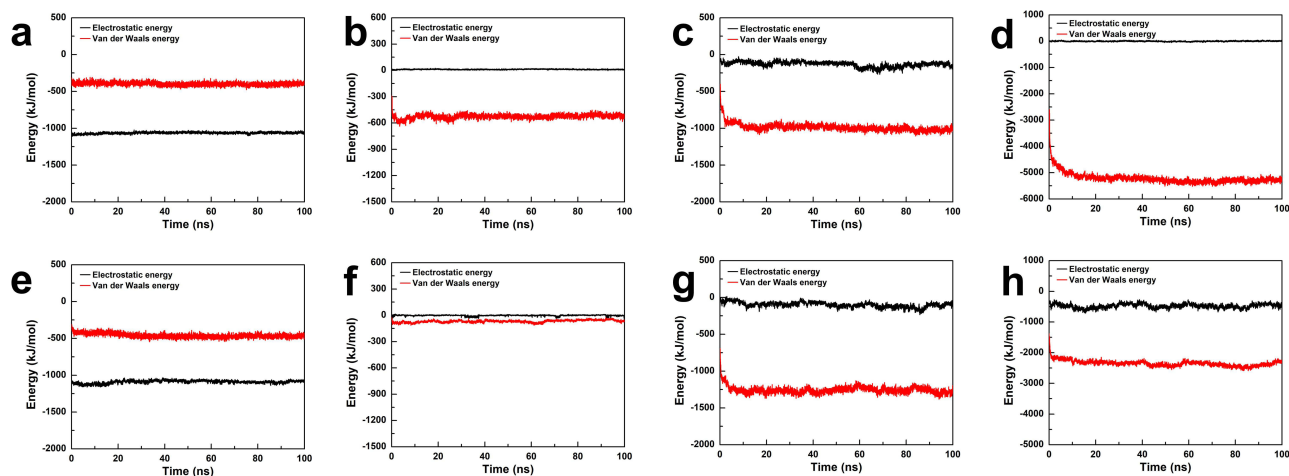 a
Electrostatic energy
Van der Waals energy
Energy (kJ/mol)
500
0
-500
-1000
-1500
-2000
0 20 40 60 80 100
Time (ns)
b
Electrostatic energy
Van der Waals energy
Energy (kJ/mol)
600
300
0
-300
-600
-900
-1200
-1500
0 20 40 60 80 100
Time (ns)
c
Electrostatic energy
Van der Waals energy
Energy (kJ/mol)
500
0
-500
-1000
-1500
-2000
0 20 40 60 80 100
Time (ns)
d
Electrostatic energy
Van der Waals energy
Energy (kJ/mol)
1000
0
-1000
-2000
-3000
-4000
-5000
-6000
0 20 40 60 80 100
Time (ns)
e
Electrostatic energy
Van der Waals energy
Energy (kJ/mol)
500
0
-500
-1000
-1500
-2000
0 20 40 60 80 100
Time (ns)
f
Electrostatic energy
Van der Waals energy
Energy (kJ/mol)
600
300
0
-300
-600
-900
-1200
-1500
0 20 40 60 80 100
Time (ns)
g
Electrostatic energy
Van der Waals energy
Energy (kJ/mol)
500
0
-500
-1000
-1500
-2000
0 20 40 60 80 100
Time (ns)
h
Electrostatic energy
Van der Waals energy
Energy (kJ/mol)
1000
0
-1000
-2000
-3000
-4000
-5000
0 20 40 60 80 100
Time (ns)